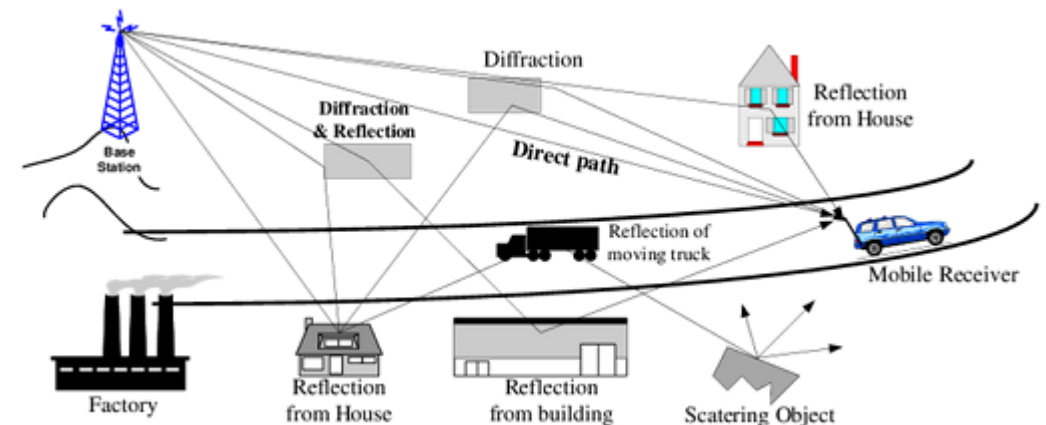 Diffraction
Diffraction
& Reflection
Reflection
from House
Base
Station
Direct path
Reflection of
moving truck
Mobile Receiver
Factory
Reflection
from House
Reflection
from building
Scatering Object